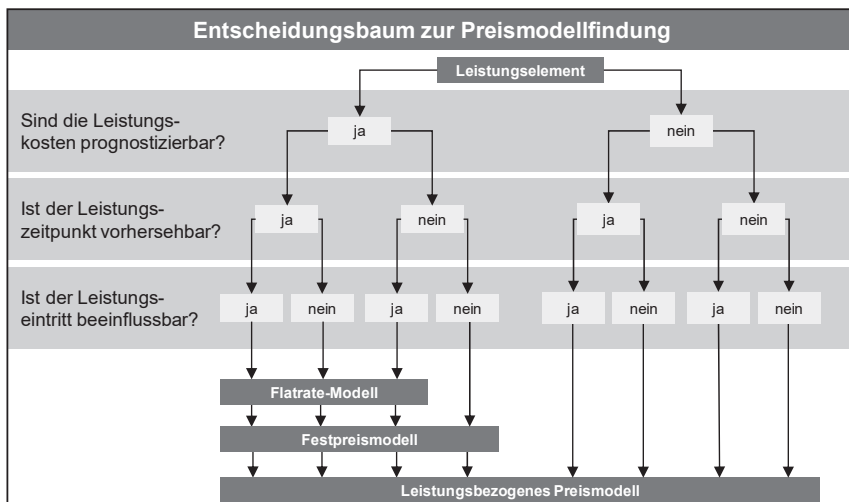 Entscheidungsbaum zur Preismodellfindung
Leistungselement
Sind die Leistungs-
kosten prognostizierbar?
ja
nein
Ist der Leistungs-
zeitpunkt vorhersehbar?
ja
nein
ja
nein
Ist der Leistungs-
eintritt beeinflussbar?
ja
nein
ja
nein
ja
nein
ja
nein
Flatrate-Modell
Festpreismodell
Leistungsbezogenes Preismodell